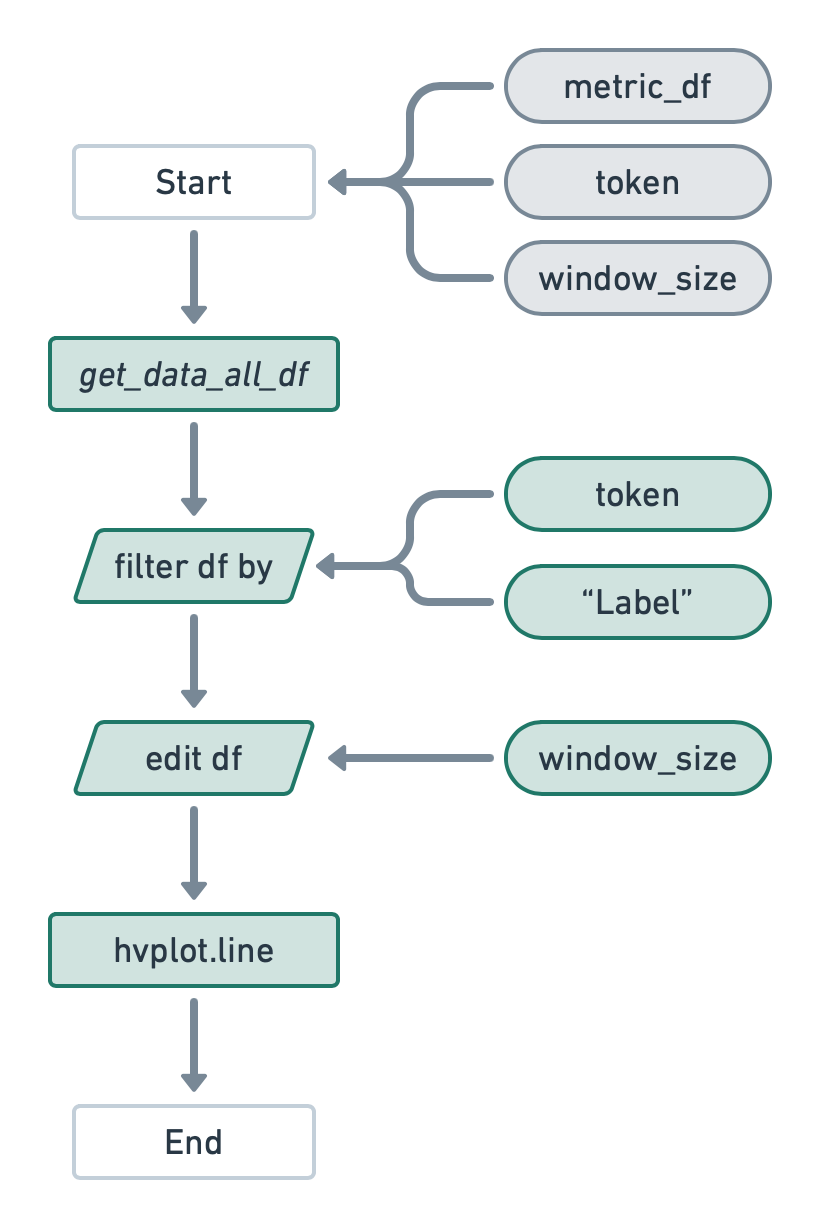 metric_df
Start
token
window_size
get_data_all_df
token
filter df by
“Label”
edit df
window_size
hvplot.line
End